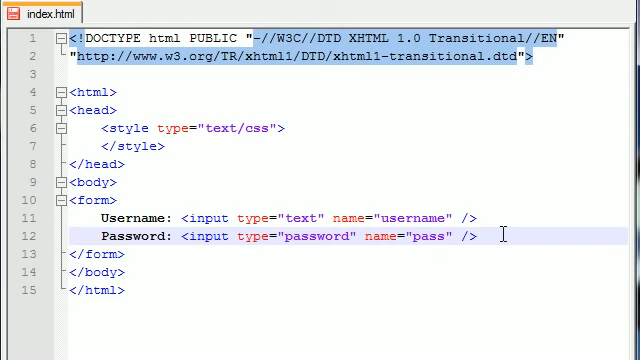 index.html
1 <!DOCTYPE html PUBLIC "-//W3C//DTD XHTML 1.0 Transitional//EN"
2 "http://www.w3.org/TR/xhtml1/DTD/xhtml1-transitional.dtd">
3
4 <html>
5 <head>
6 <style type="text/css">
7 </style>
8 </head>
9 <body>
10 <form>
11 Username: <input type="text" name="username" />
12 Password: <input type="password" name="pass" />
13 </form>
14 </body>
15 </html>